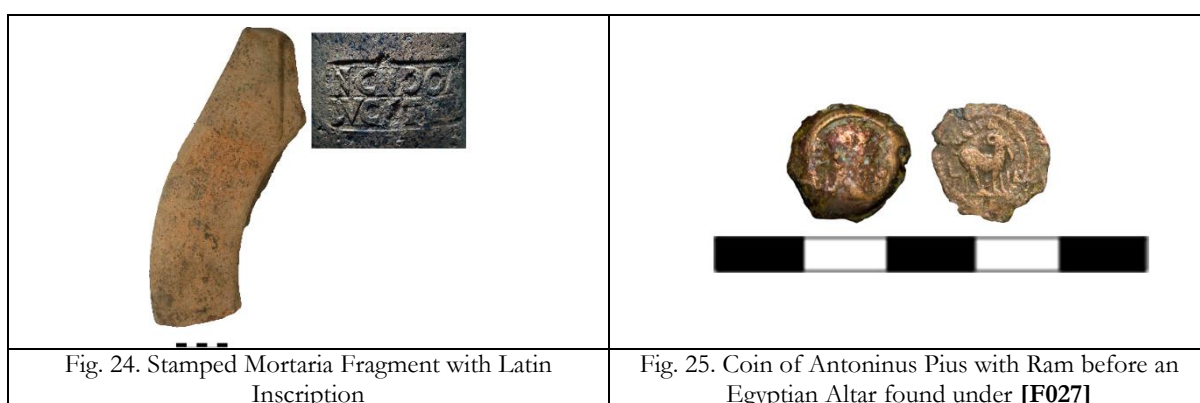 Fig. 24. Stamped Mortaria Fragment with Latin
Inscription
Fig. 25. Coin of Antoninus Pius with Ram before an
Egyptian Altar found under [F027]